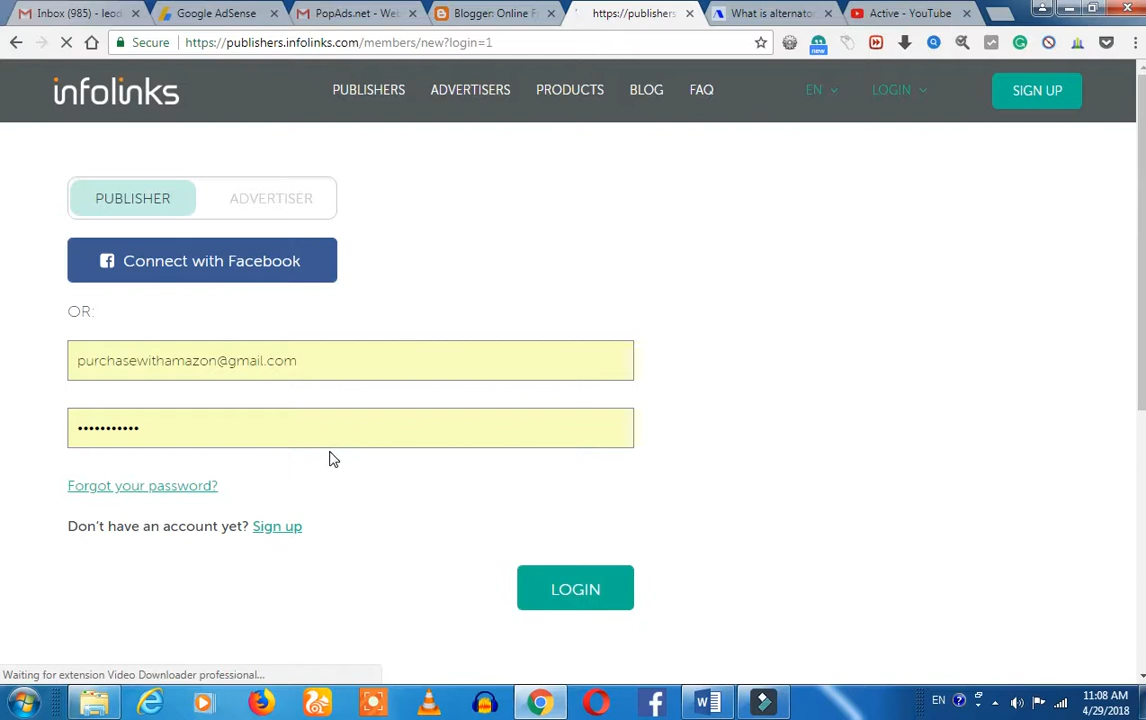 Inbox (985) - leod
Google AdSense
PopAds.net - Web
Blogger: Online F
https://publishers
What is alternato
Active - YouTube
Secure
https://publishers.infolinks.com/members/new?login=1
new
infolinks
PUBLISHERS
ADVERTISERS
PRODUCTS
BLOG
FAQ
EN
LOGIN
SIGN UP
PUBLISHER
ADVERTISER
Connect with Facebook
OR:
purchasewithamazon@gmail.com
•••••••••••
Forgot your password?
Don't have an account yet? Sign up
LOGIN
Waiting for extension Video Downloader professional...
EN
11:08 AM
4/29/2018